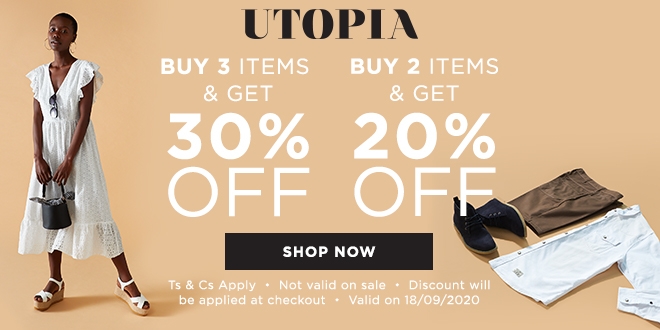 UTOPIA
BUY 3 ITEMS
& GET
30%
OFF
BUY 2 ITEMS
& GET
20%
OFF
SHOP NOW
Ts & Cs Apply • Not valid on sale • Discount will
be applied at checkout • Valid on 18/09/2020